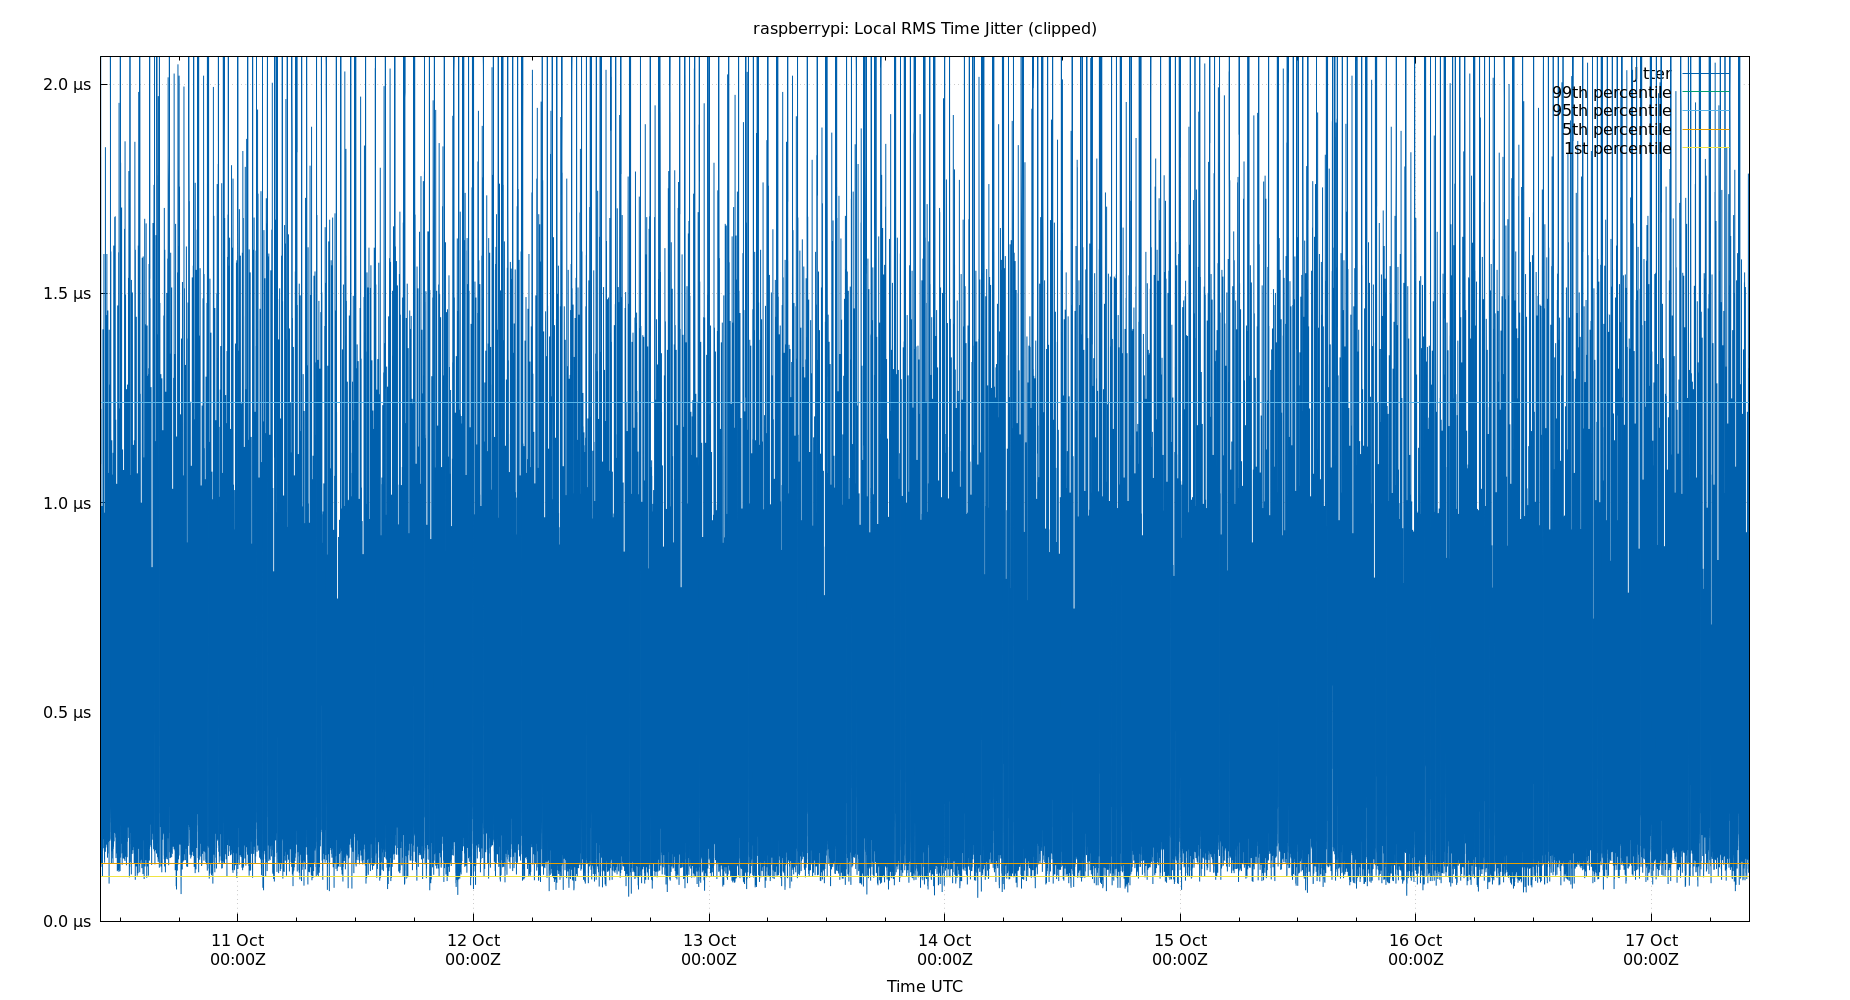 raspberrypi: Local RMS Time Jitter (clipped)
2.0 µs
1.5 µs
1.0 µs
0.5 µs
0.0 µs
Jitter
99th percentile
95th percentile
5th percentile
1st percentile
11 Oct
00:00Z
12 Oct
00:00Z
13 Oct
00:00Z
14 Oct
00:00Z
15 Oct
00:00Z
16 Oct
00:00Z
17 Oct
00:00Z
Time UTC